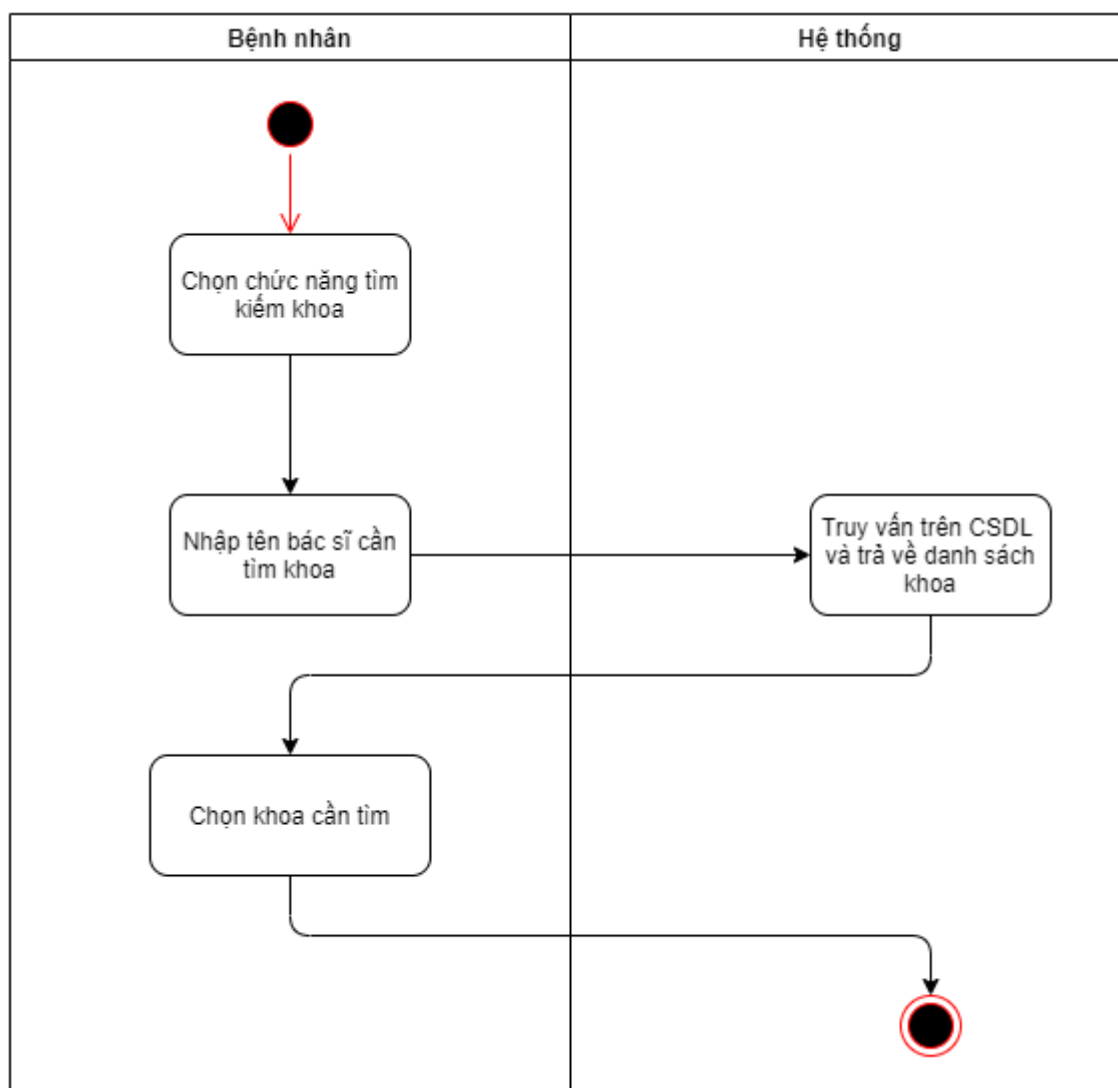 Bệnh nhân
Hệ thống
Chọn chức năng tìm
kiếm khoa
Nhập tên bác sĩ cần
tìm khoa
Truy vấn trên CSDL
và trả về danh sách
khoa
Chọn khoa cần tìm